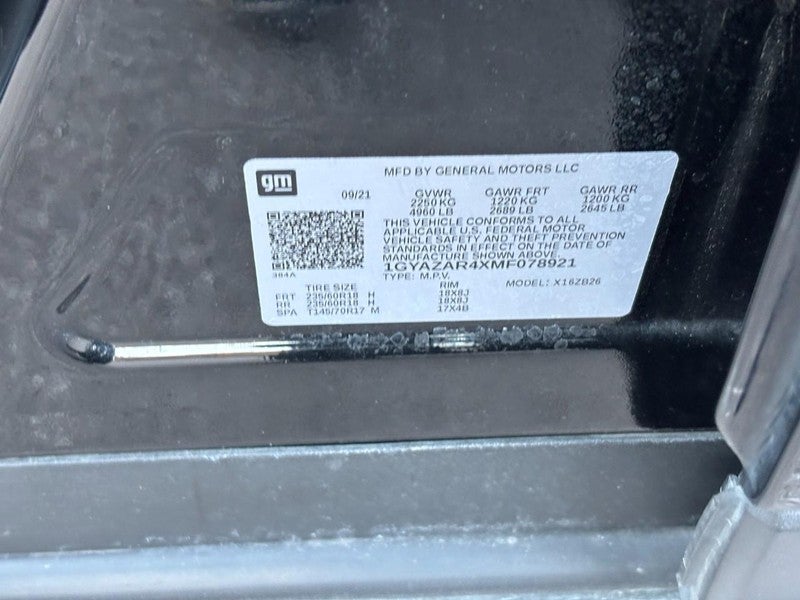 gm
MFD BY GENERAL MOTORS LLC
09/21 GVWR GAWR FRT GAWR RR
2250 KG 1220 KG 1200 KG
4960 LB 2689 LB 2645 LB
THIS VEHICLE CONFORMS TO ALL
APPLICABLE U.S. FEDERAL MOTOR
VEHICLE SAFETY AND THEFT PREVENTION
STANDARDS IN EFFECT ON THE DATE OF
MANUFACTURE SHOWN ABOVE.
1GYAZAR4XMF078921
384A
TYPE: M.P.V. MODEL: X16ZB26
TIRE SIZE RIM
FRT 235/60R18 H 18X8J
RR 235/60R18 H 18X8J
SPA T145/70R17 M 17X4B